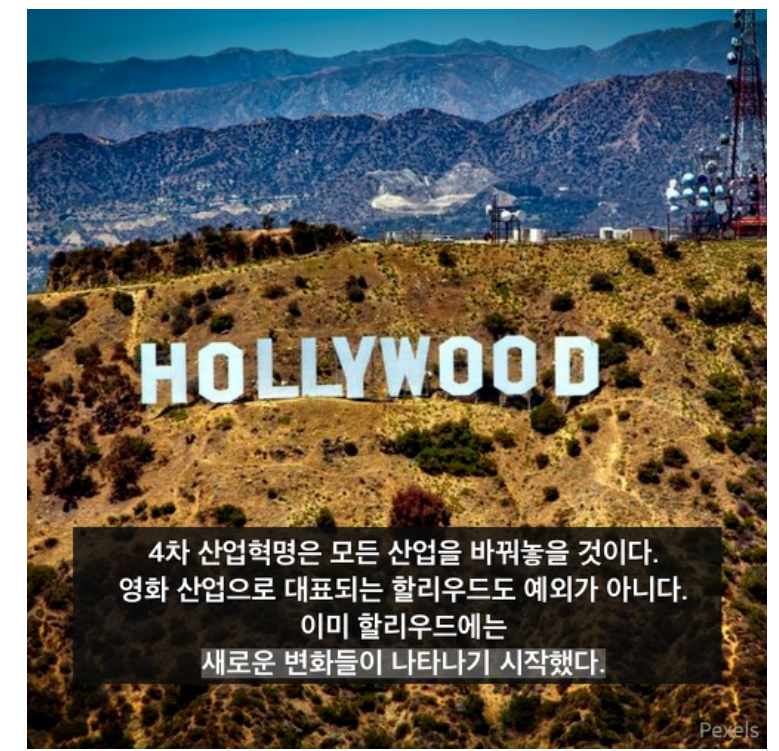 HOLLYWOOD
4차 산업혁명은 모든 산업을 바꿔놓을 것이다.
영화 산업으로 대표되는 할리우드도 예외가 아니다.
이미 할리우드에는
새로운 변화들이 나타나기 시작했다.
Pexels